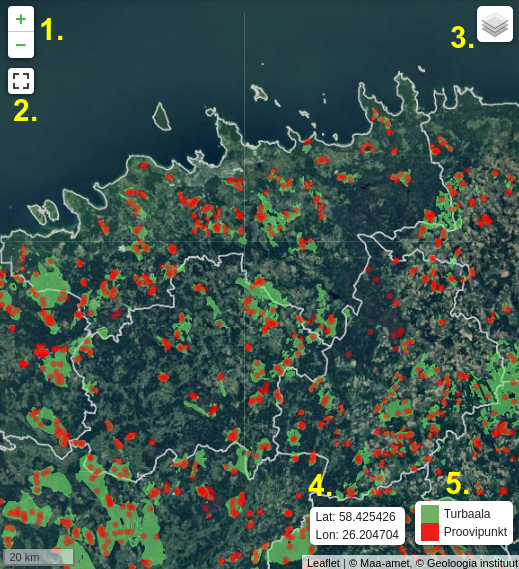 +
1.
−
2.
3.
4.
5.
Lat: 58.425426
Lon: 26.204704
Turbaala
Proovipunkt
20 km
Leaflet | © Maa-amet, © Geoloogia instituut